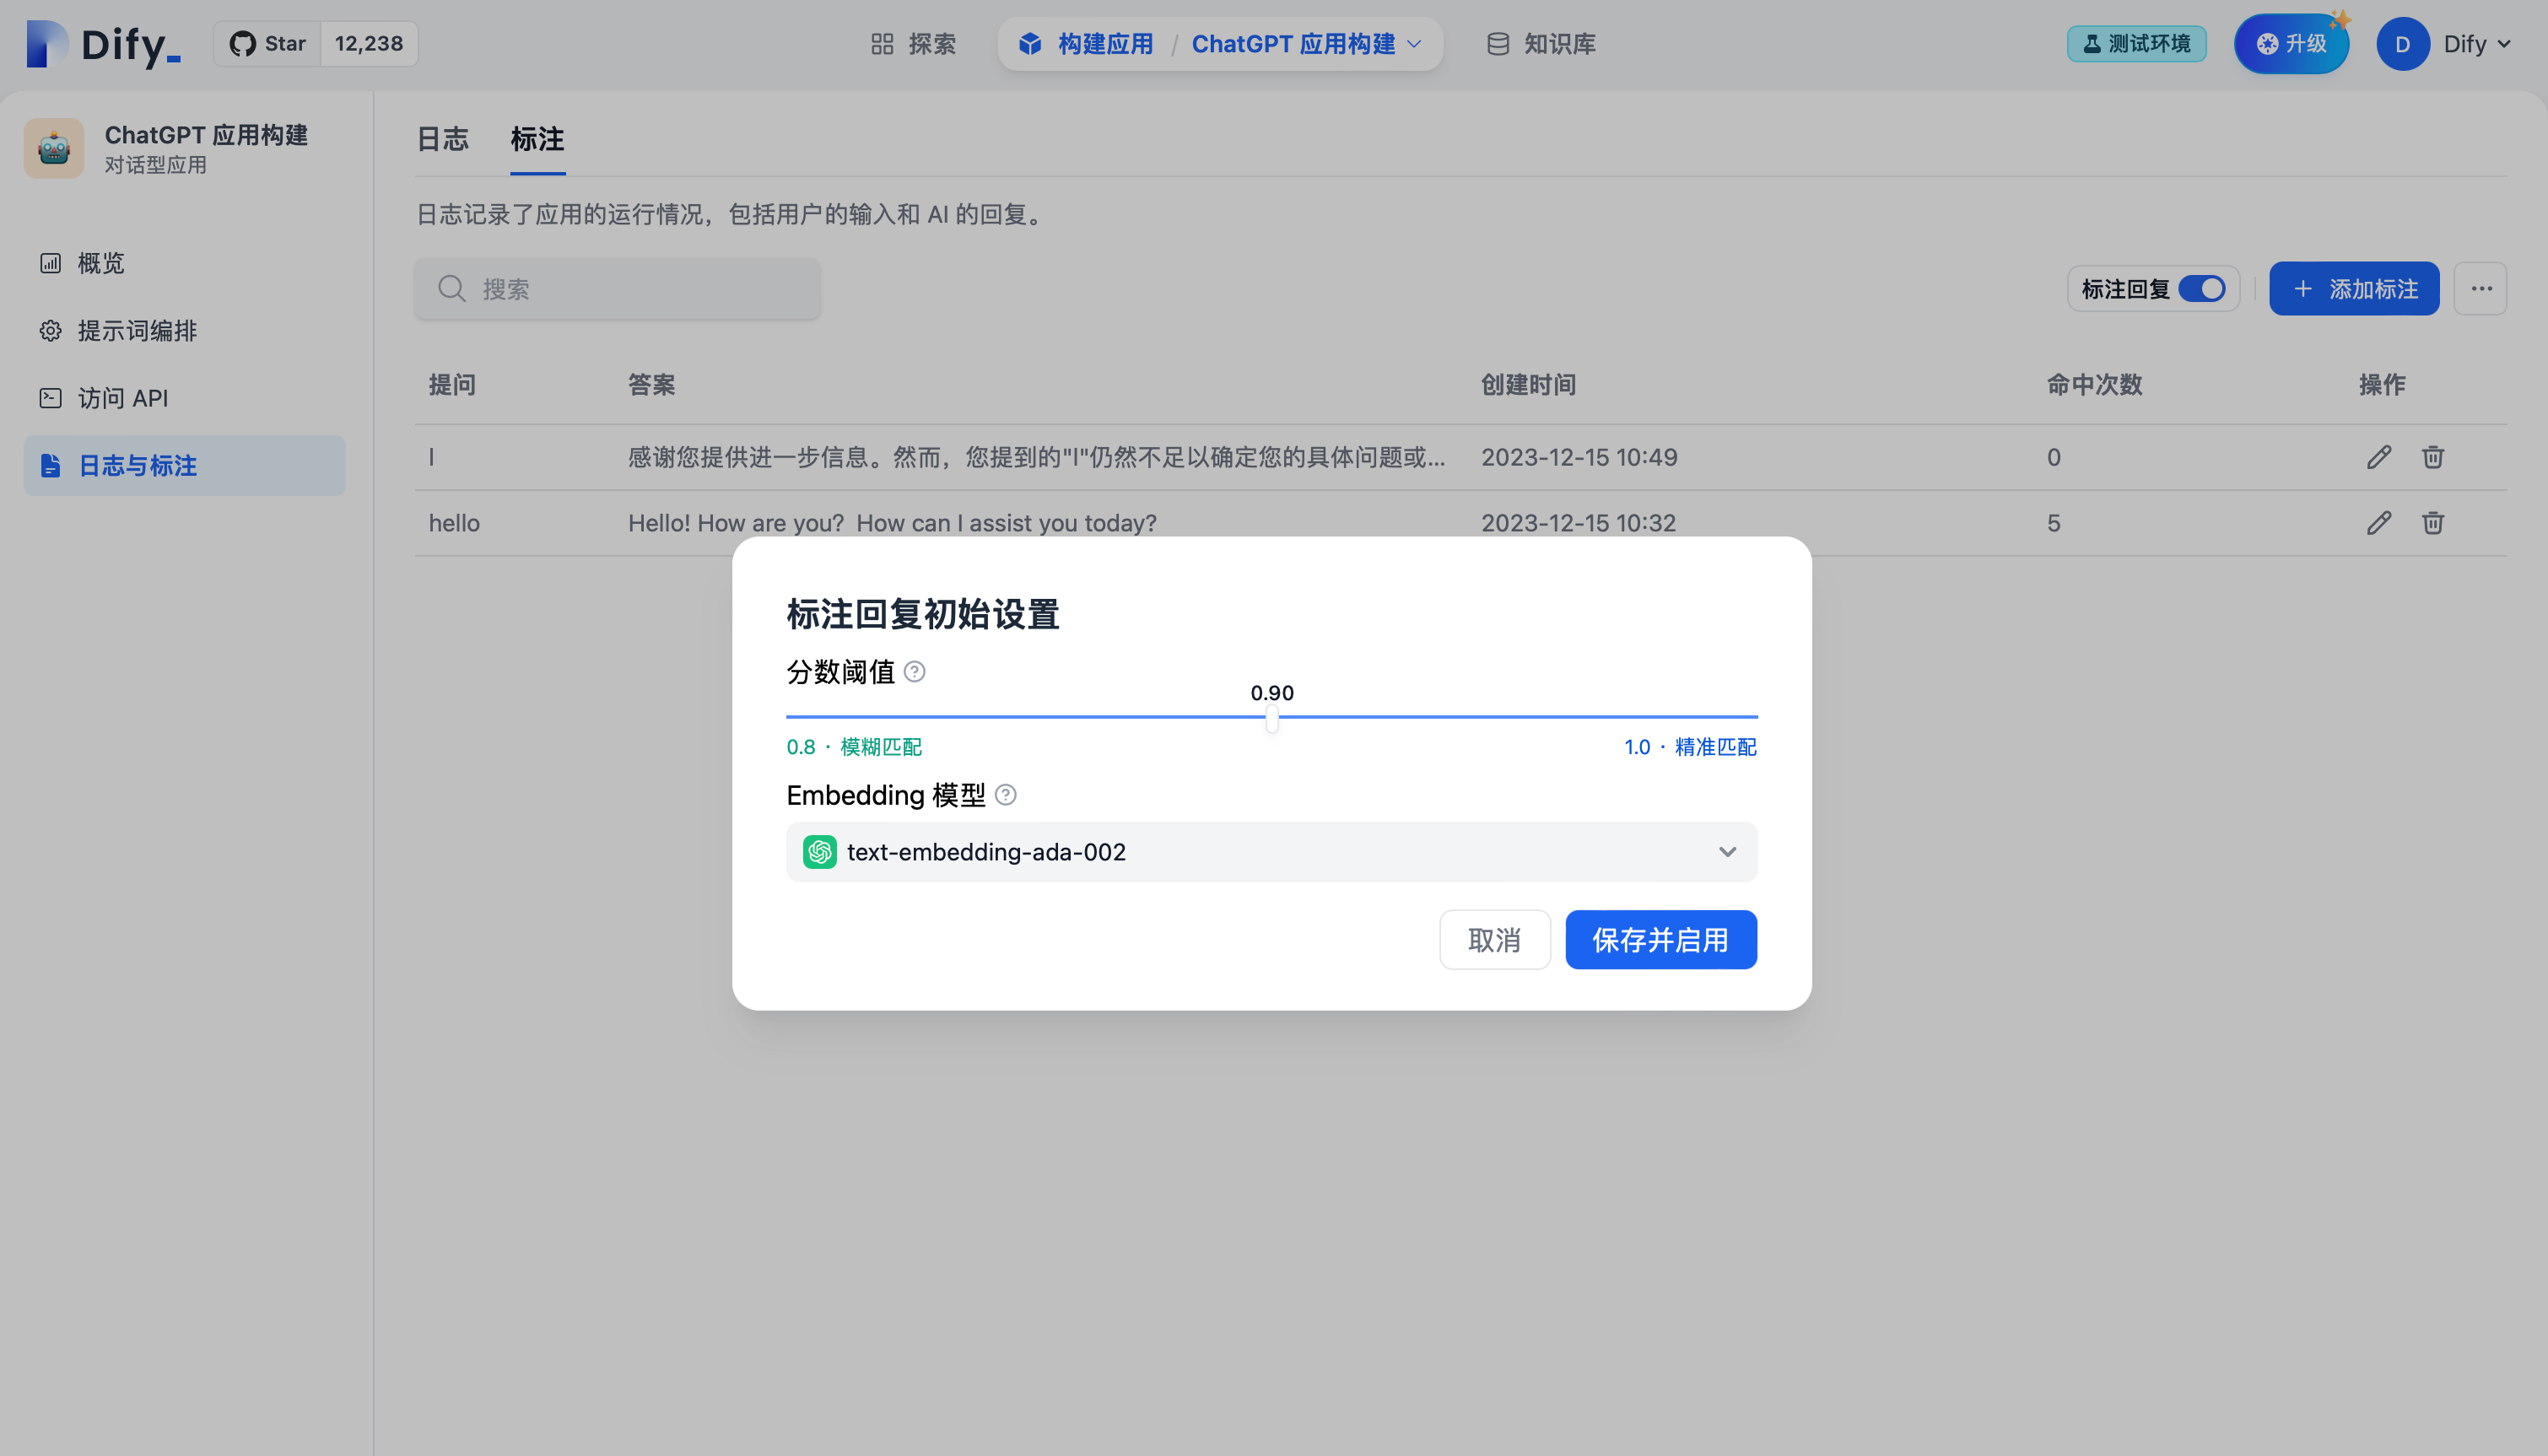 Dify_
Star 12,238
探索
构建应用 / ChatGPT 应用构建
知识库
测试环境
升级
D Dify
ChatGPT 应用构建
对话型应用
概览
提示词编排
访问 API
日志与标注
日志 标注
日志记录了应用的运行情况，包括用户的输入和 AI 的回复。
搜索
标注回复
+ 添加标注
提问 答案 创建时间 命中次数 操作
l 感谢您提供进一步信息。然而，您提到的"l"仍然不足以确定您的具体问题或... 2023-12-15 10:49 0
hello Hello! How are you? How can I assist you today? 2023-12-15 10:32 5
标注回复初始设置
分数阈值
0.90
0.8 · 模糊匹配 1.0 · 精准匹配
Embedding 模型
text-embedding-ada-002
取消 保存并启用